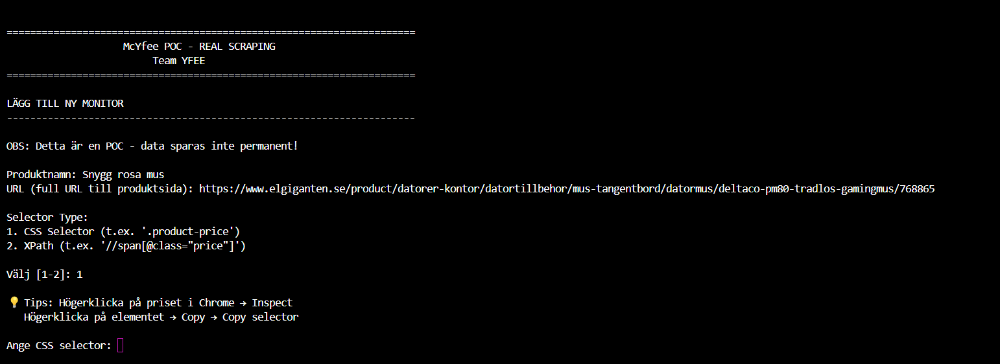 ======================================================================
McYfee POC - REAL SCRAPING
Team YFEE
======================================================================
LÄGG TILL NY MONITOR
----------------------------------------------------------------------
OBS: Detta är en POC - data sparas inte permanent!
Produktnamn: Snygg rosa mus
URL (full URL till produktsida): https://www.elgiganten.se/product/datorer-kontor/datortillbehor/mus-tangentbord/datormus/deltaco-pm80-tradlos-gamingmus/768865
Selector Type:
1. CSS Selector (t.ex. '.product-price')
2. XPath (t.ex. '//span[@class="price"]')
Välj [1-2]: 1
💡 Tips: Högerklicka på priset i Chrome → Inspect
Högerklicka på elementet → Copy → Copy selector
Ange CSS selector: